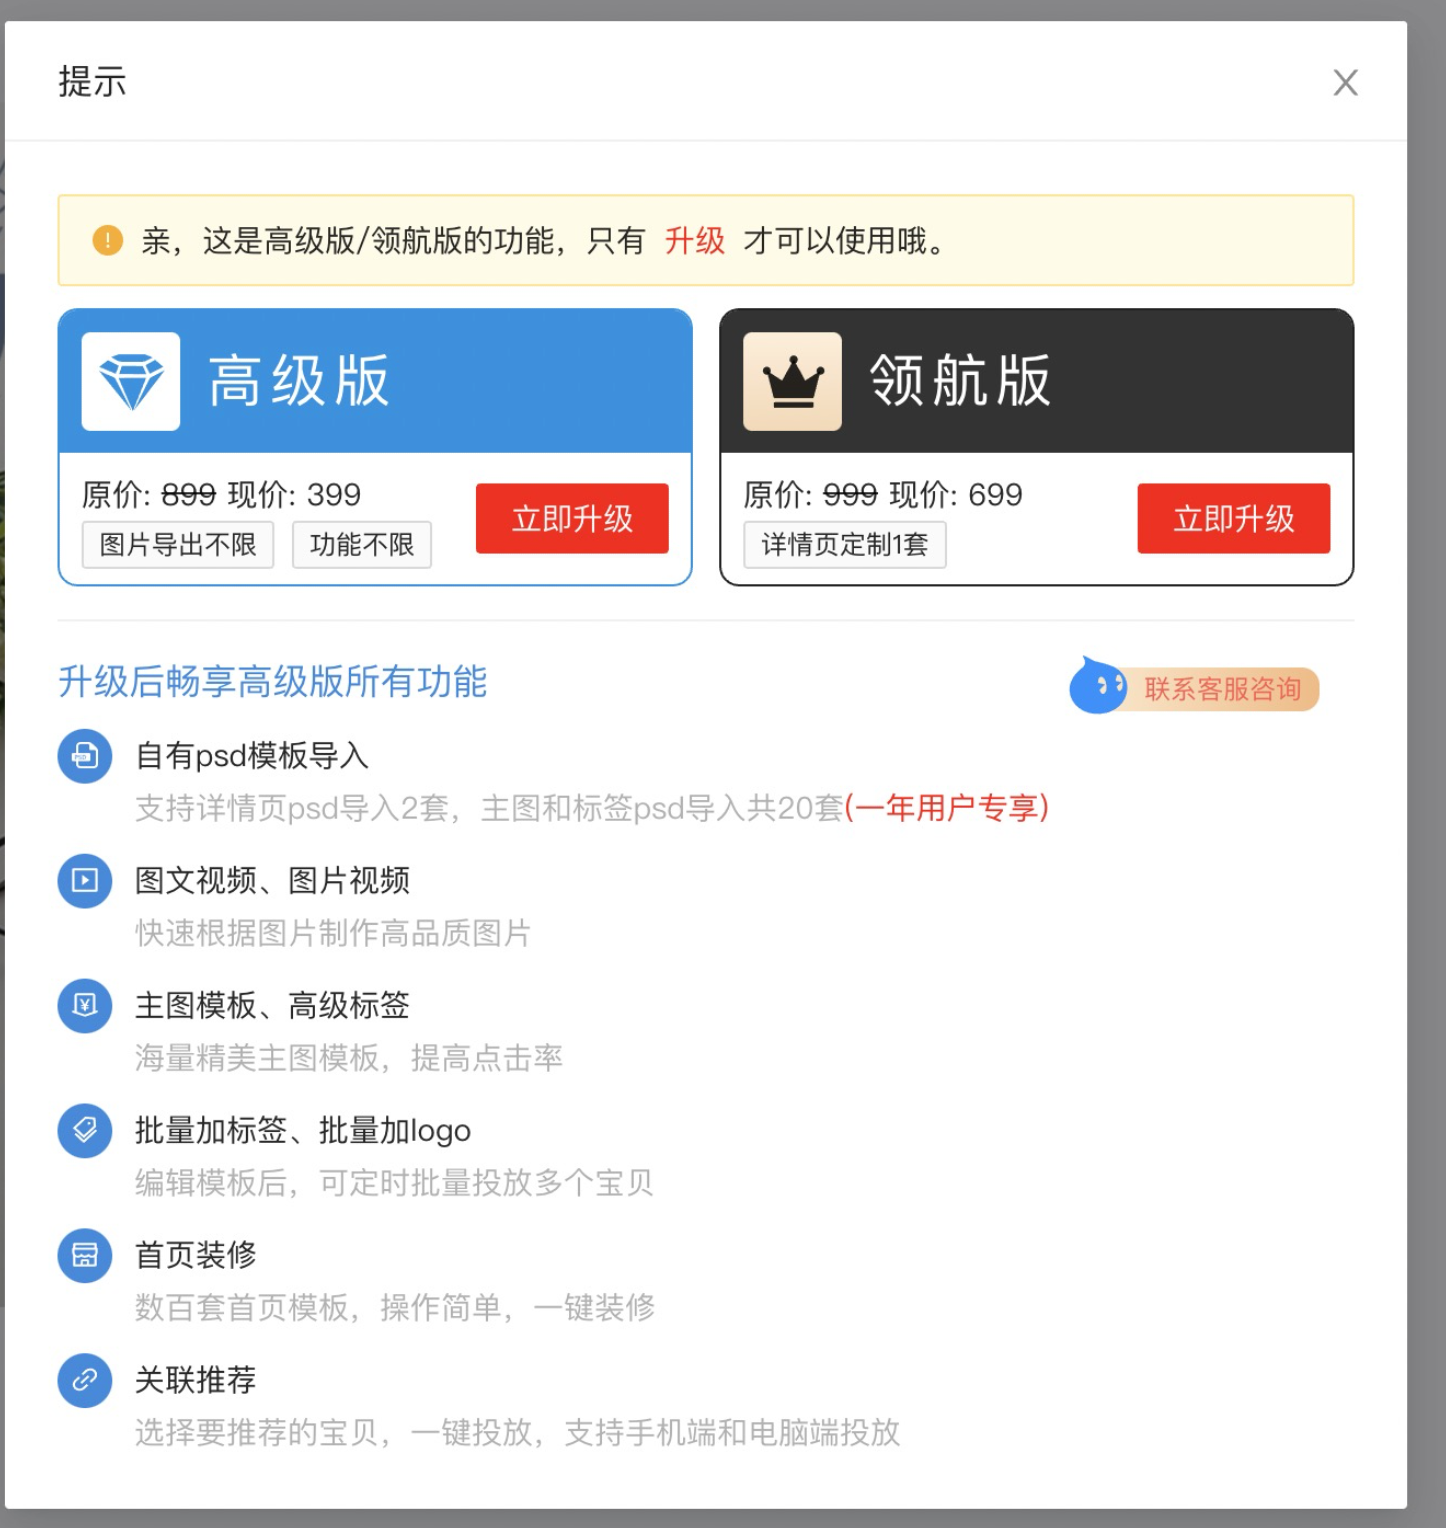 提示
亲，这是高级版/领航版的功能，只有 升级 才可以使用哦。
高级版
原价: 899 现价: 399
图片导出不限 功能不限
立即升级
领航版
原价: 999 现价: 699
详情页定制1套
立即升级
升级后畅享高级版所有功能
联系客服咨询
自有psd模板导入
支持详情页psd导入2套，主图和标签psd导入共20套(一年用户专享)
图文视频、图片视频
快速根据图片制作高品质图片
主图模板、高级标签
海量精美主图模板，提高点击率
批量加标签、批量加logo
编辑模板后，可定时批量投放多个宝贝
首页装修
数百套首页模板，操作简单，一键装修
关联推荐
选择要推荐的宝贝，一键投放，支持手机端和电脑端投放